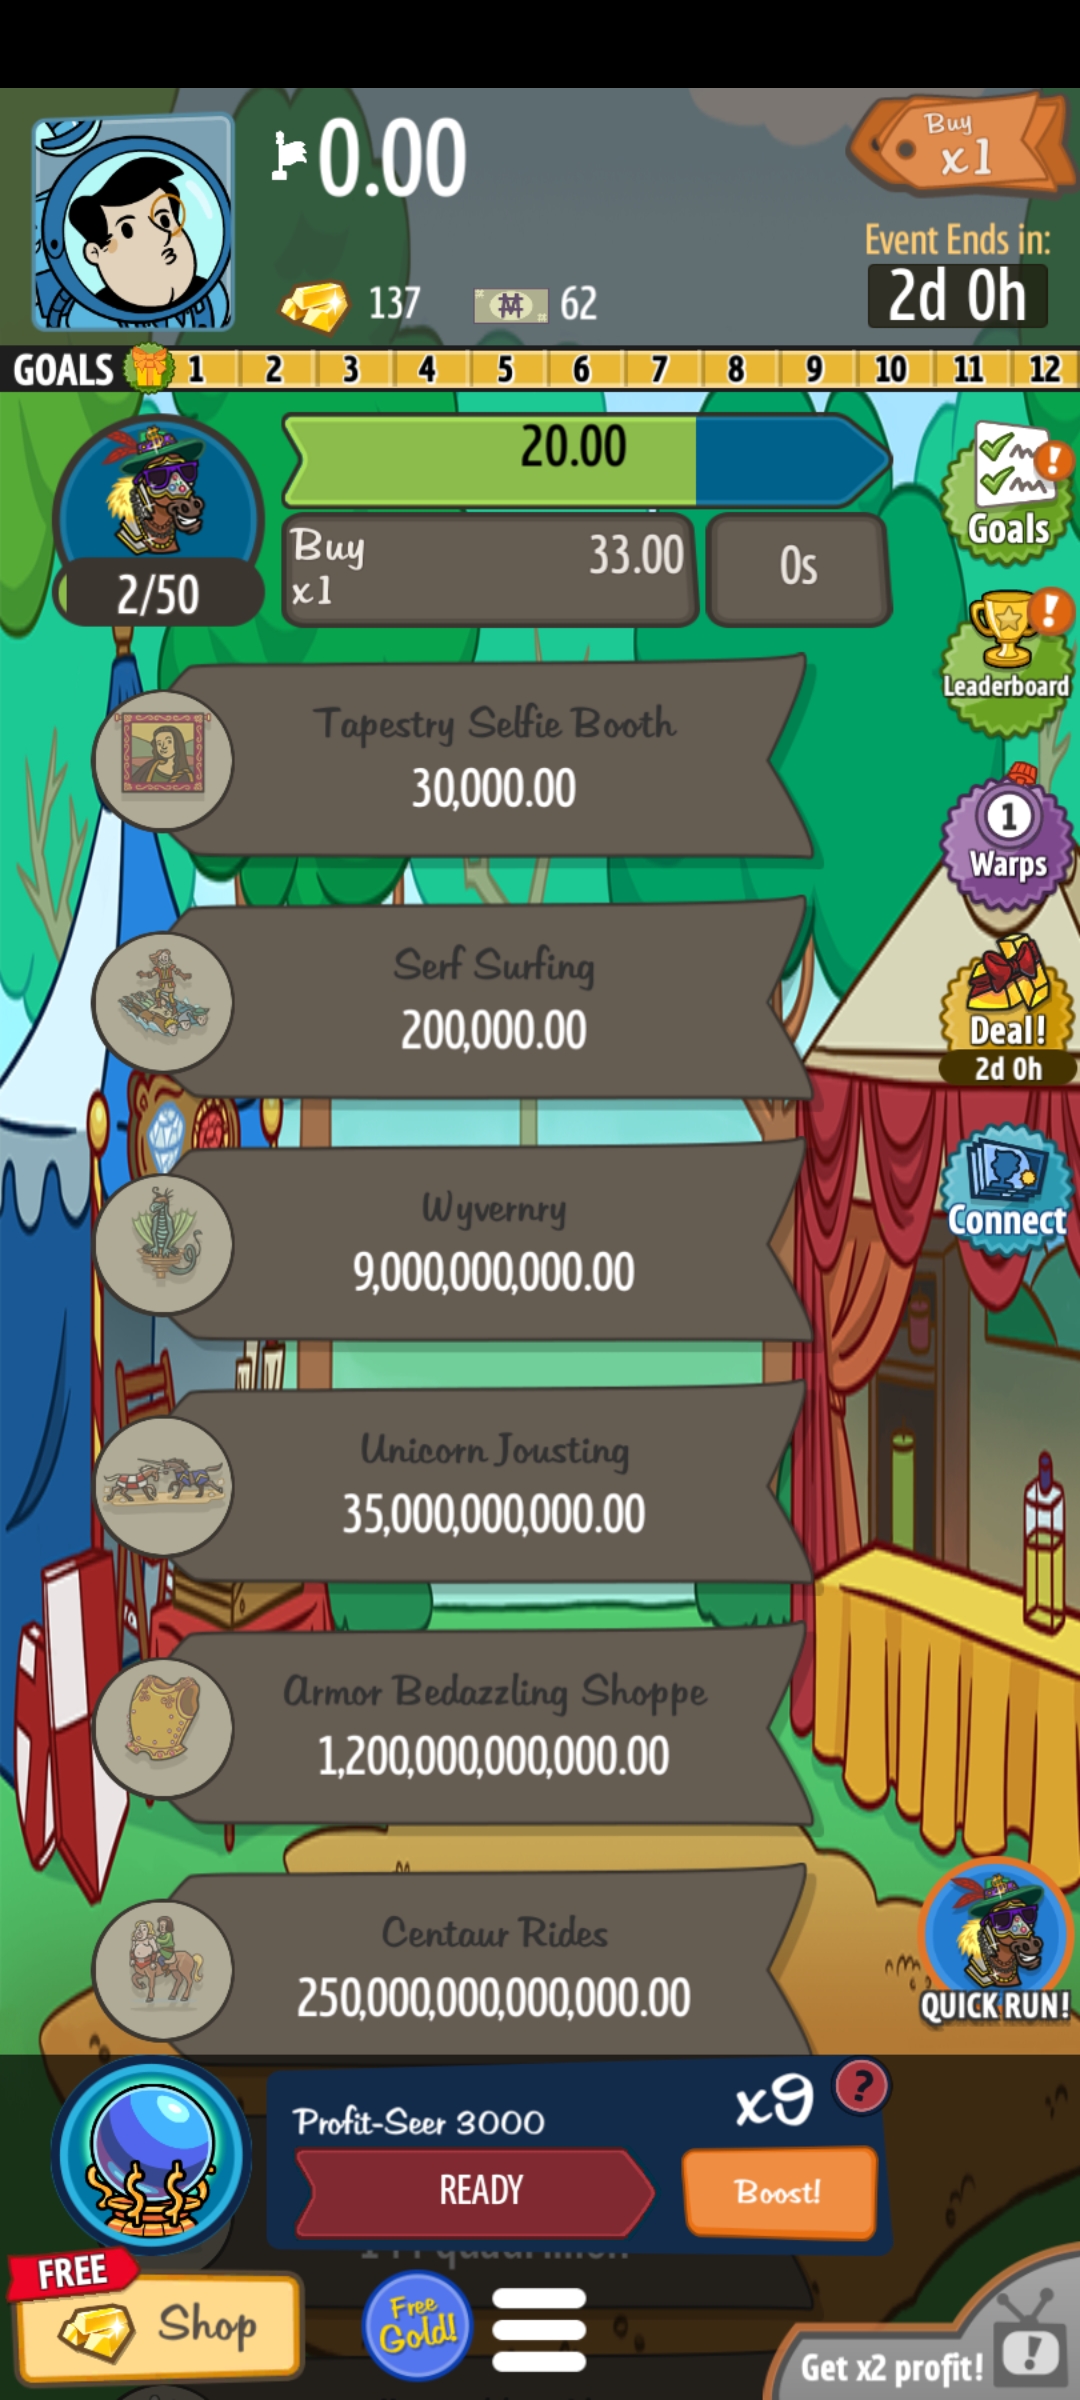 0.00
Buy
x1
Event Ends in:
2d 0h
137
62
GOALS 1 2 3 4 5 6 7 8 9 10 11 12
20.00
Buy
x1
33.00
0s
2/50
Goals
Leaderboard
Tapestry Selfie Booth
30,000.00
1
Warps
Serf Surfing
200,000.00
Deal!
2d 0h
Wyvernry
9,000,000,000.00
Connect
Unicorn Jousting
35,000,000,000.00
Armor Bedazzling Shoppe
1,200,000,000,000.00
Centaur Rides
250,000,000,000,000.00
QUICK RUN!
Profit-Seer 3000
x9
?
READY
Boost!
FREE
Shop
Free
Gold!
Get x2 profit!